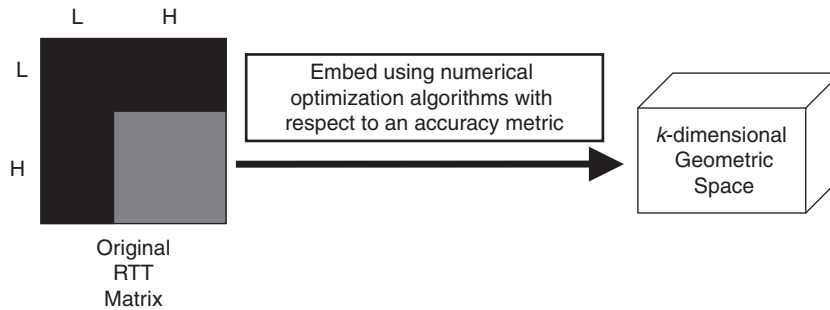 L H
L
H
Embed using numerical
optimization algorithms with
respect to an accuracy metric
k-dimensional
Geometric
Space
Original
RTT
Matrix